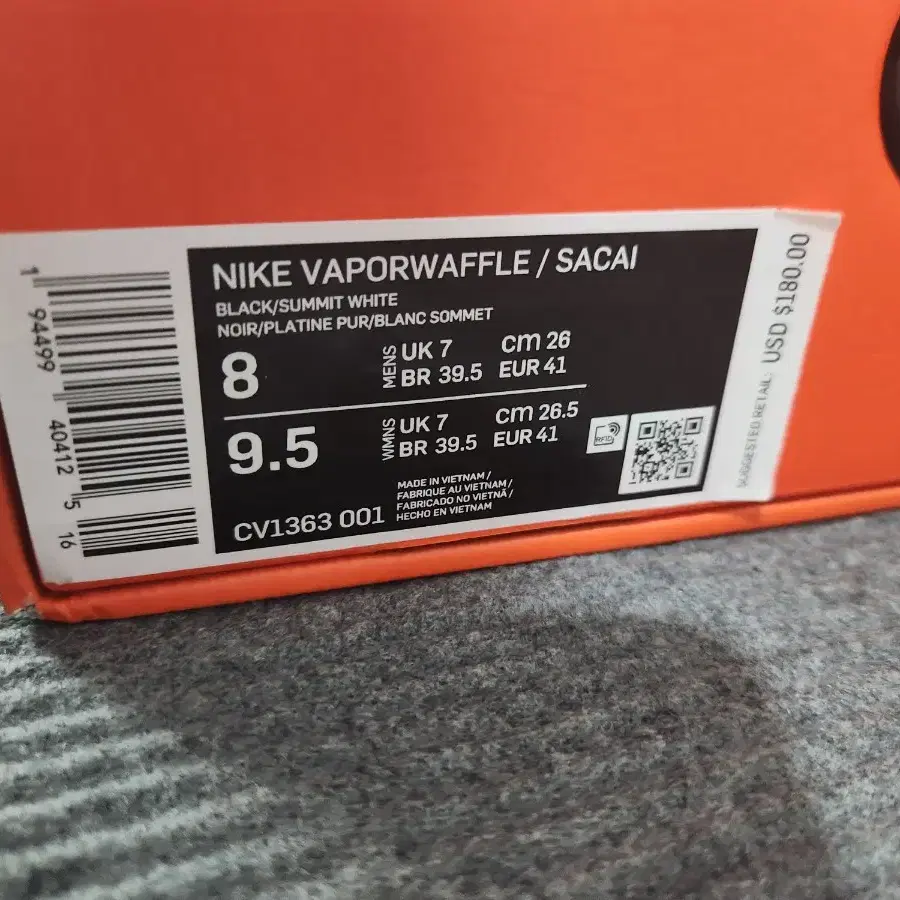 NIKE VAPORWAFFLE / SACAI
BLACK/SUMMIT WHITE
NOIR/PLATINE PUR/BLANC SOMMET
8
MENS
UK 7
cm 26
BR 39.5
EUR 41
9.5
WMNS
UK 7
cm 26.5
BR 39.5
EUR 41
RFID
MADE IN VIETNAM /
FABRIQUE AU VIETNAM /
FABRICADO NO VIETNÃ /
HECHO EN VIETNAM
CV1363 001
1 94499 40412 5 16
SUGGESTED RETAIL: USD $180.00